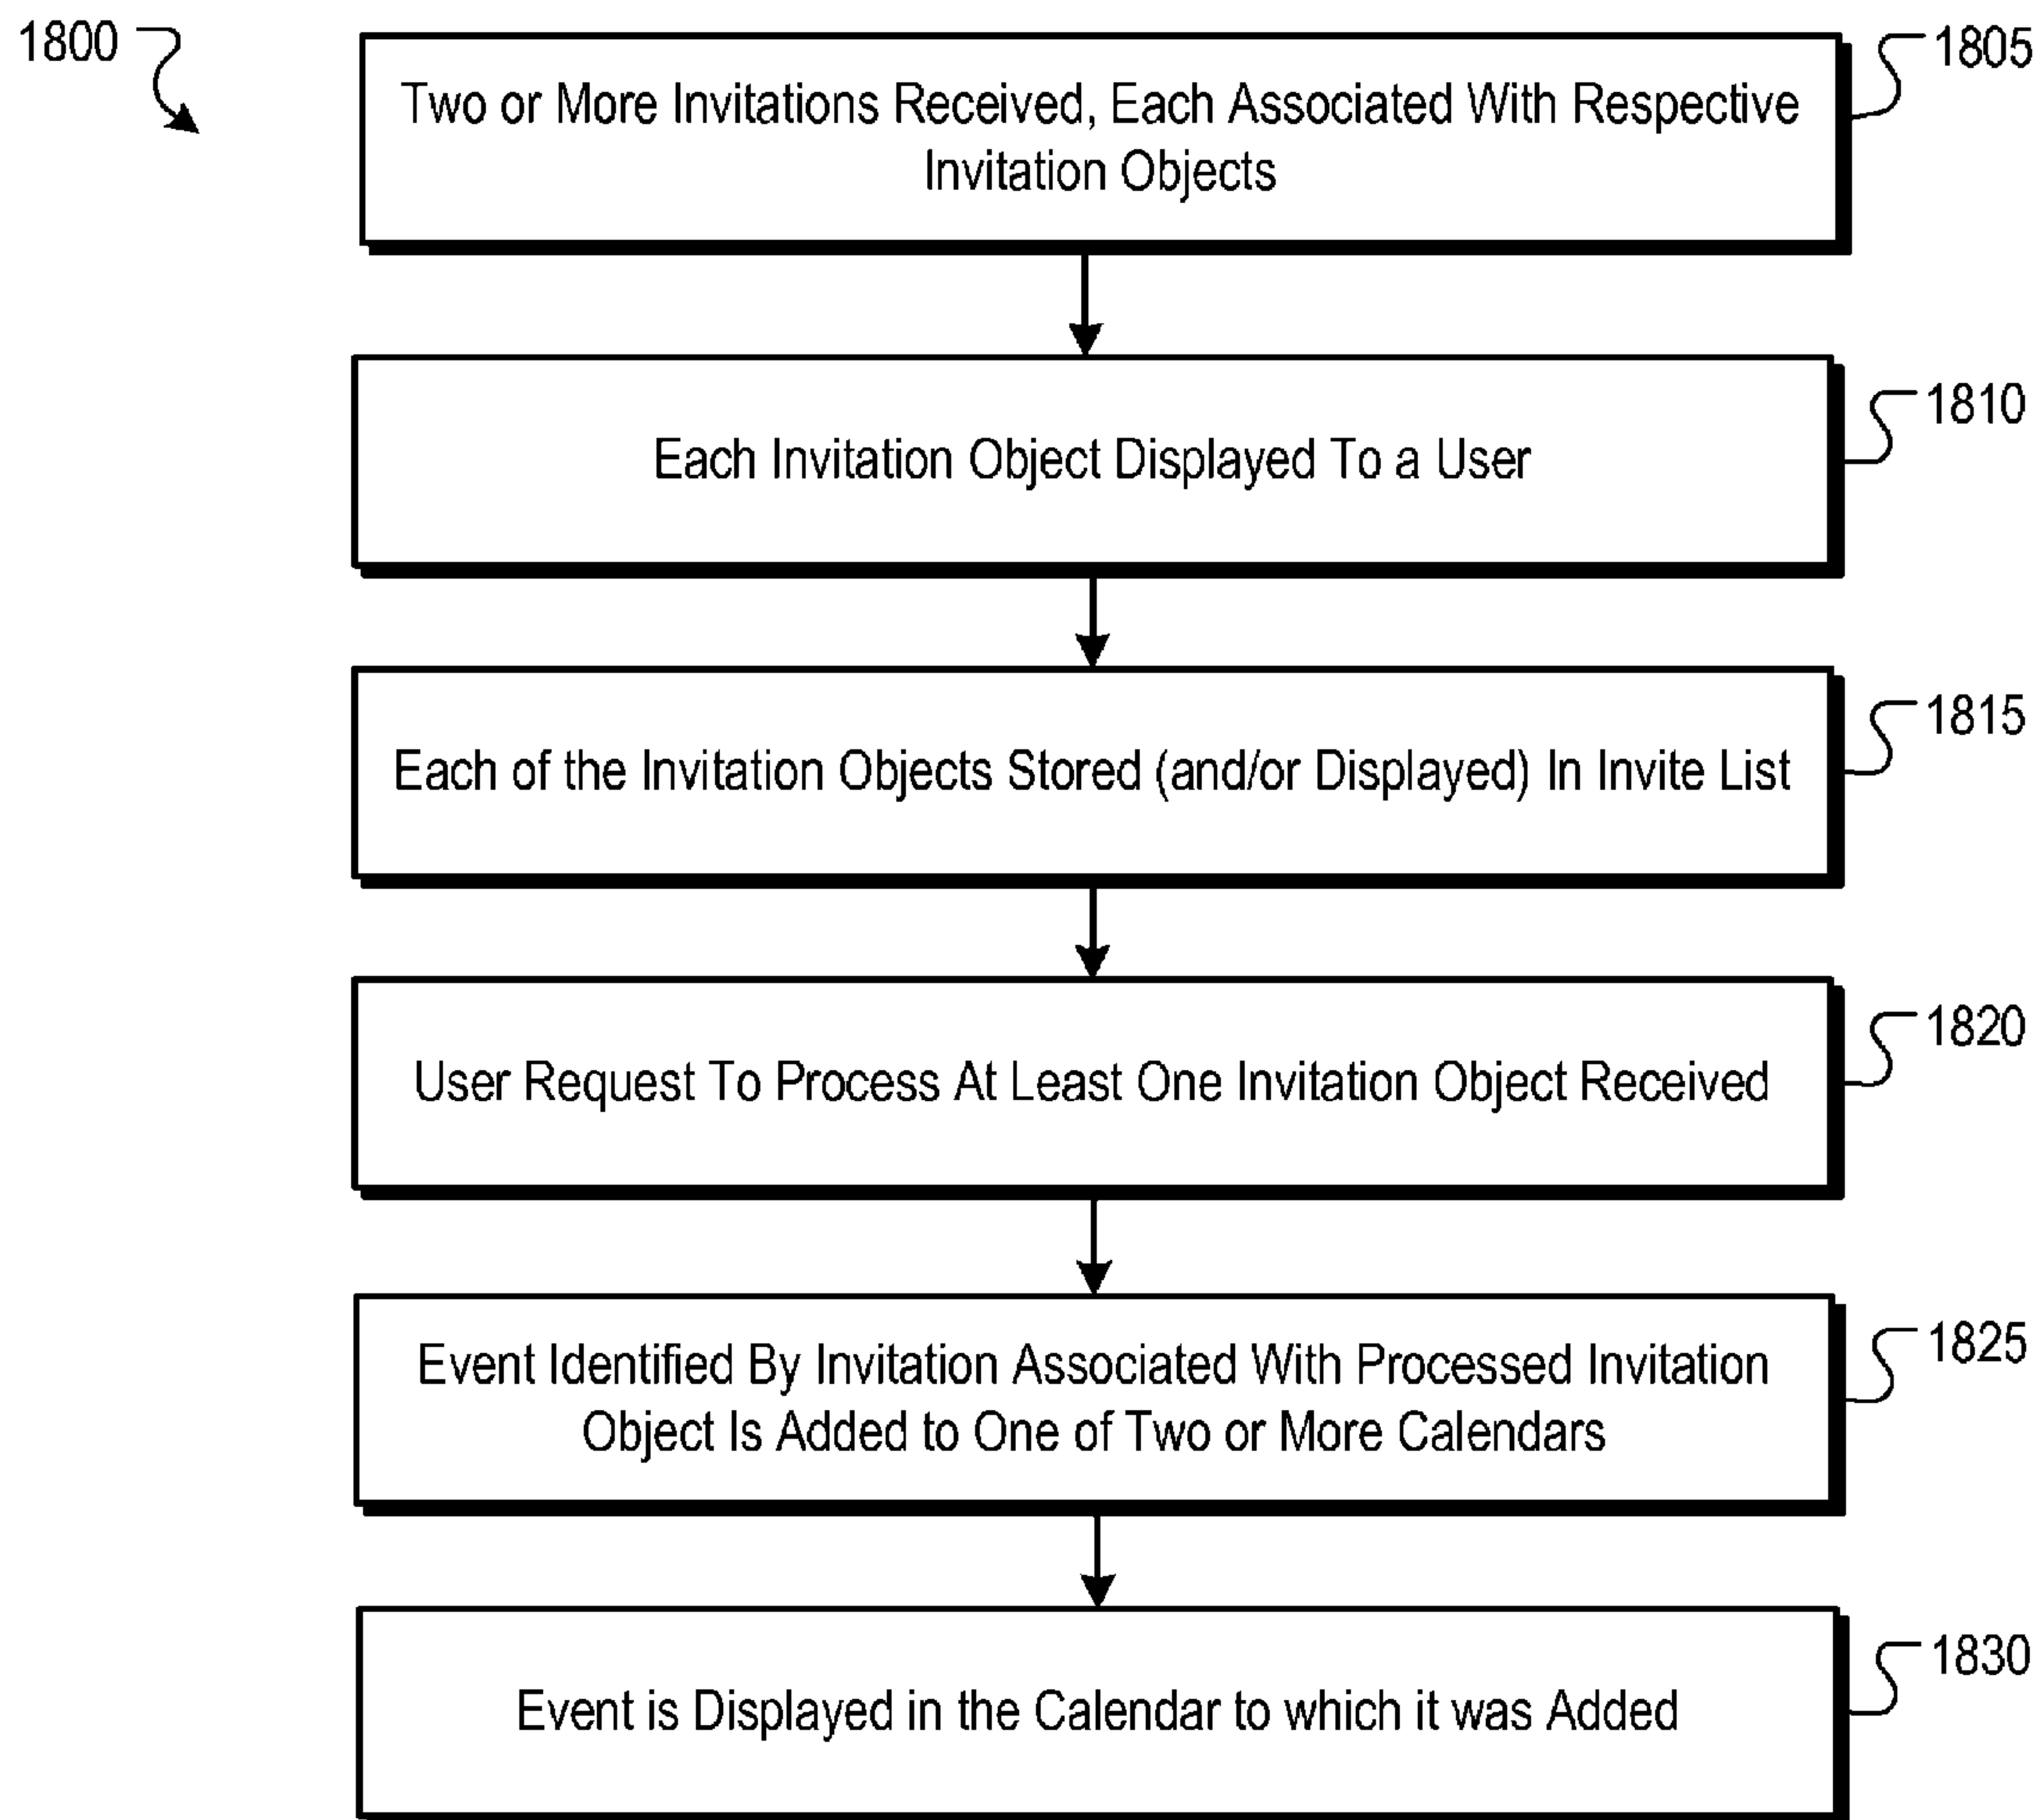 1800
Two or More Invitations Received, Each Associated With Respective
Invitation Objects
1805
Each Invitation Object Displayed To a User
1810
Each of the Invitation Objects Stored (and/or Displayed) In Invite List
1815
User Request To Process At Least One Invitation Object Received
1820
Event Identified By Invitation Associated With Processed Invitation
Object Is Added to One of Two or More Calendars
1825
Event is Displayed in the Calendar to which it was Added
1830